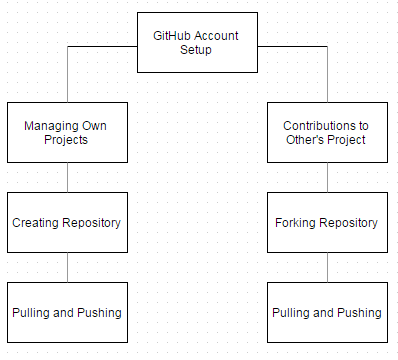 GitHub Account
Setup
Managing Own
Projects
Contributions to
Other's Project
Creating Repository
Forking Repository
Pulling and Pushing
Pulling and Pushing